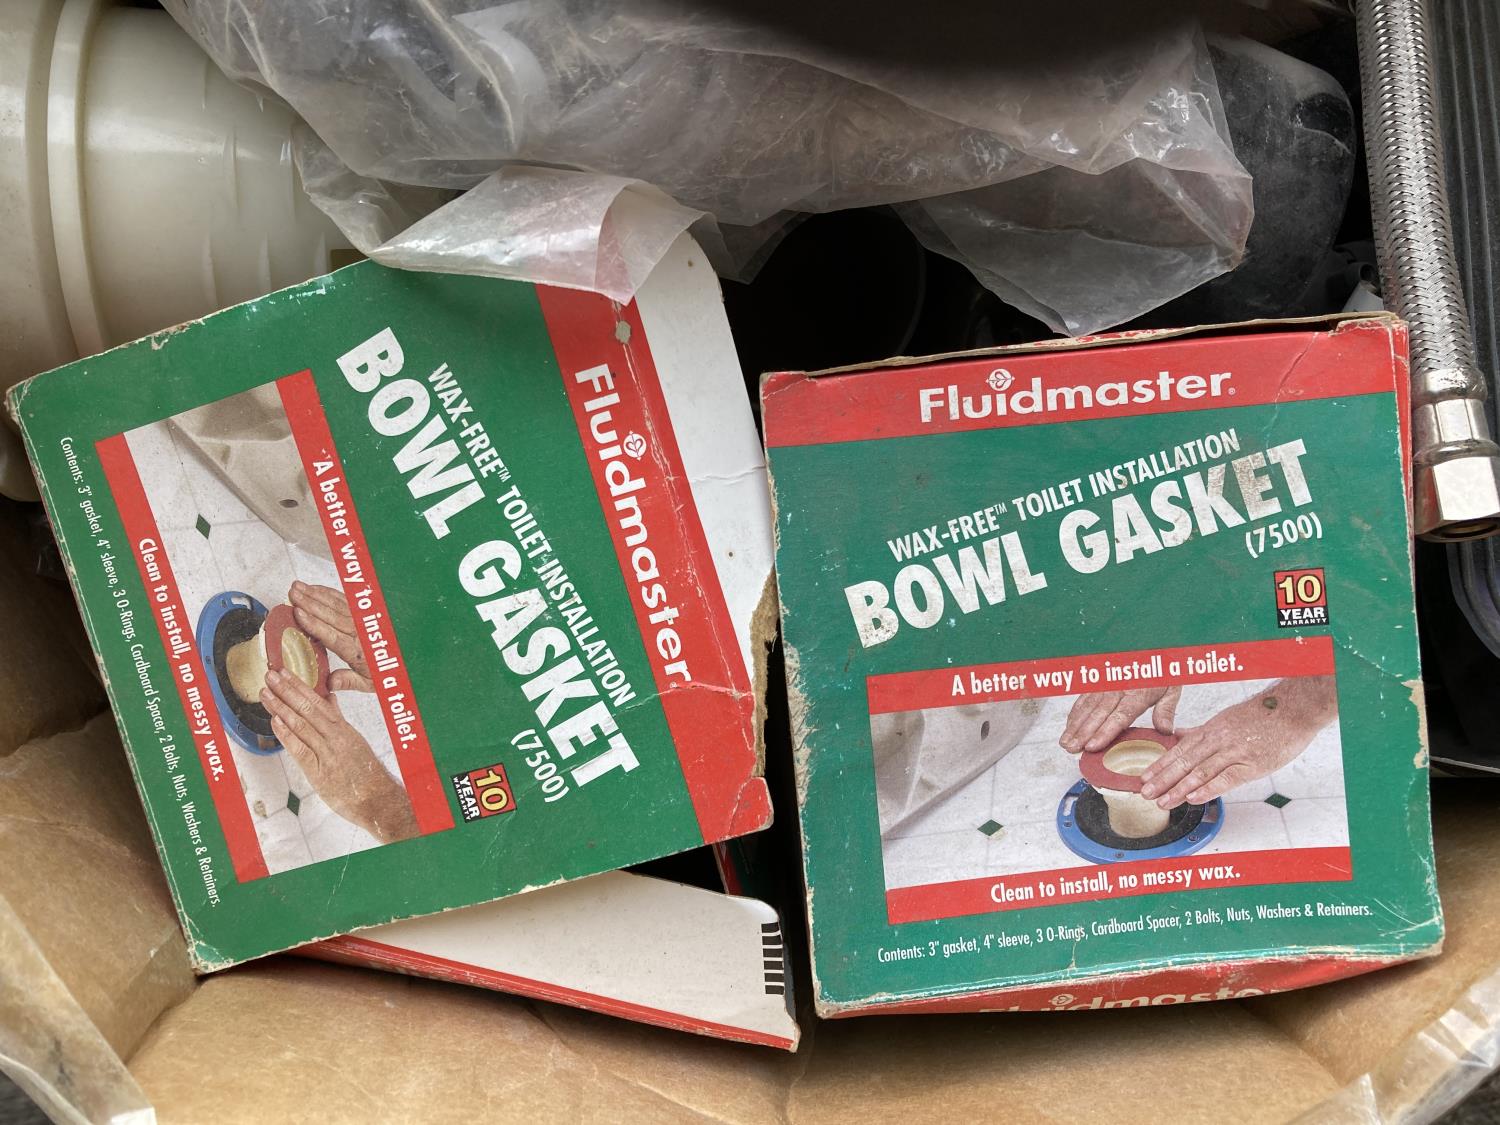 Fluidmaster
WAX-FREE™ TOILET INSTALLATION
BOWL GASKET
(7500)
10
YEAR
WARRANTY
A better way to install a toilet.
Clean to install, no messy wax.
Contents: 3" gasket, 4" sleeve, 3 O-Rings, Cardboard Spacer, 2 Bolts, Nuts, Washers & Retainers.
Fluidmaster®
WAX-FREE™ TOILET INSTALLATION
BOWL GASKET
(7500)
10
YEAR
WARRANTY
A better way to install a toilet.
Clean to install, no messy wax.
Contents: 3" gasket, 4" sleeve, 3 O-Rings, Cardboard Spacer, 2 Bolts, Nuts, Washers & Retainers.
Fluidmaster